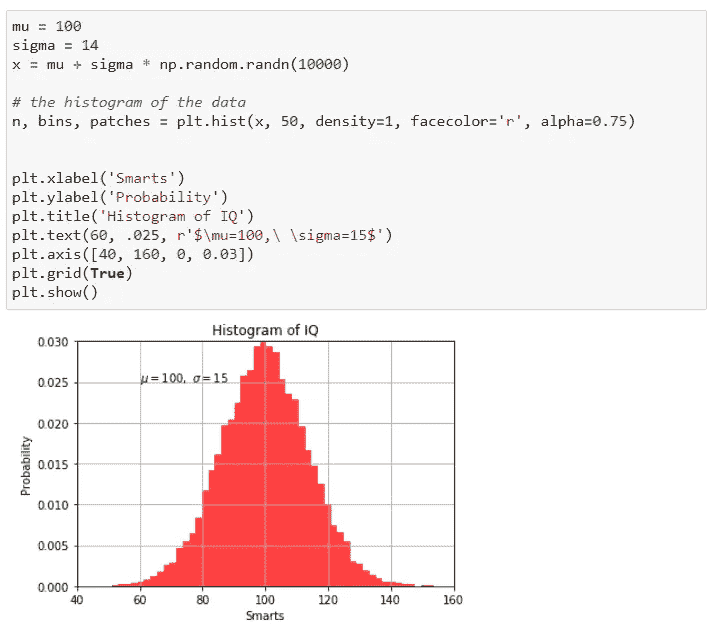 mu = 100
sigma = 14
x = mu + sigma * np.random.randn(10000)
# the histogram of the data
n, bins, patches = plt.hist(x, 50, density=1, facecolor='r', alpha=0.75)
plt.xlabel('Smarts')
plt.ylabel('Probability')
plt.title('Histogram of IQ')
plt.text(60, .025, r'$\mu=100,\ \sigma=15$')
plt.axis([40, 160, 0, 0.03])
plt.grid(True)
plt.show()
Histogram of IQ
0.030
μ = 100, σ = 15
0.025
0.020
Probability
0.015
0.010
0.005
0.000
40 60 80 100 120 140 160
Smarts